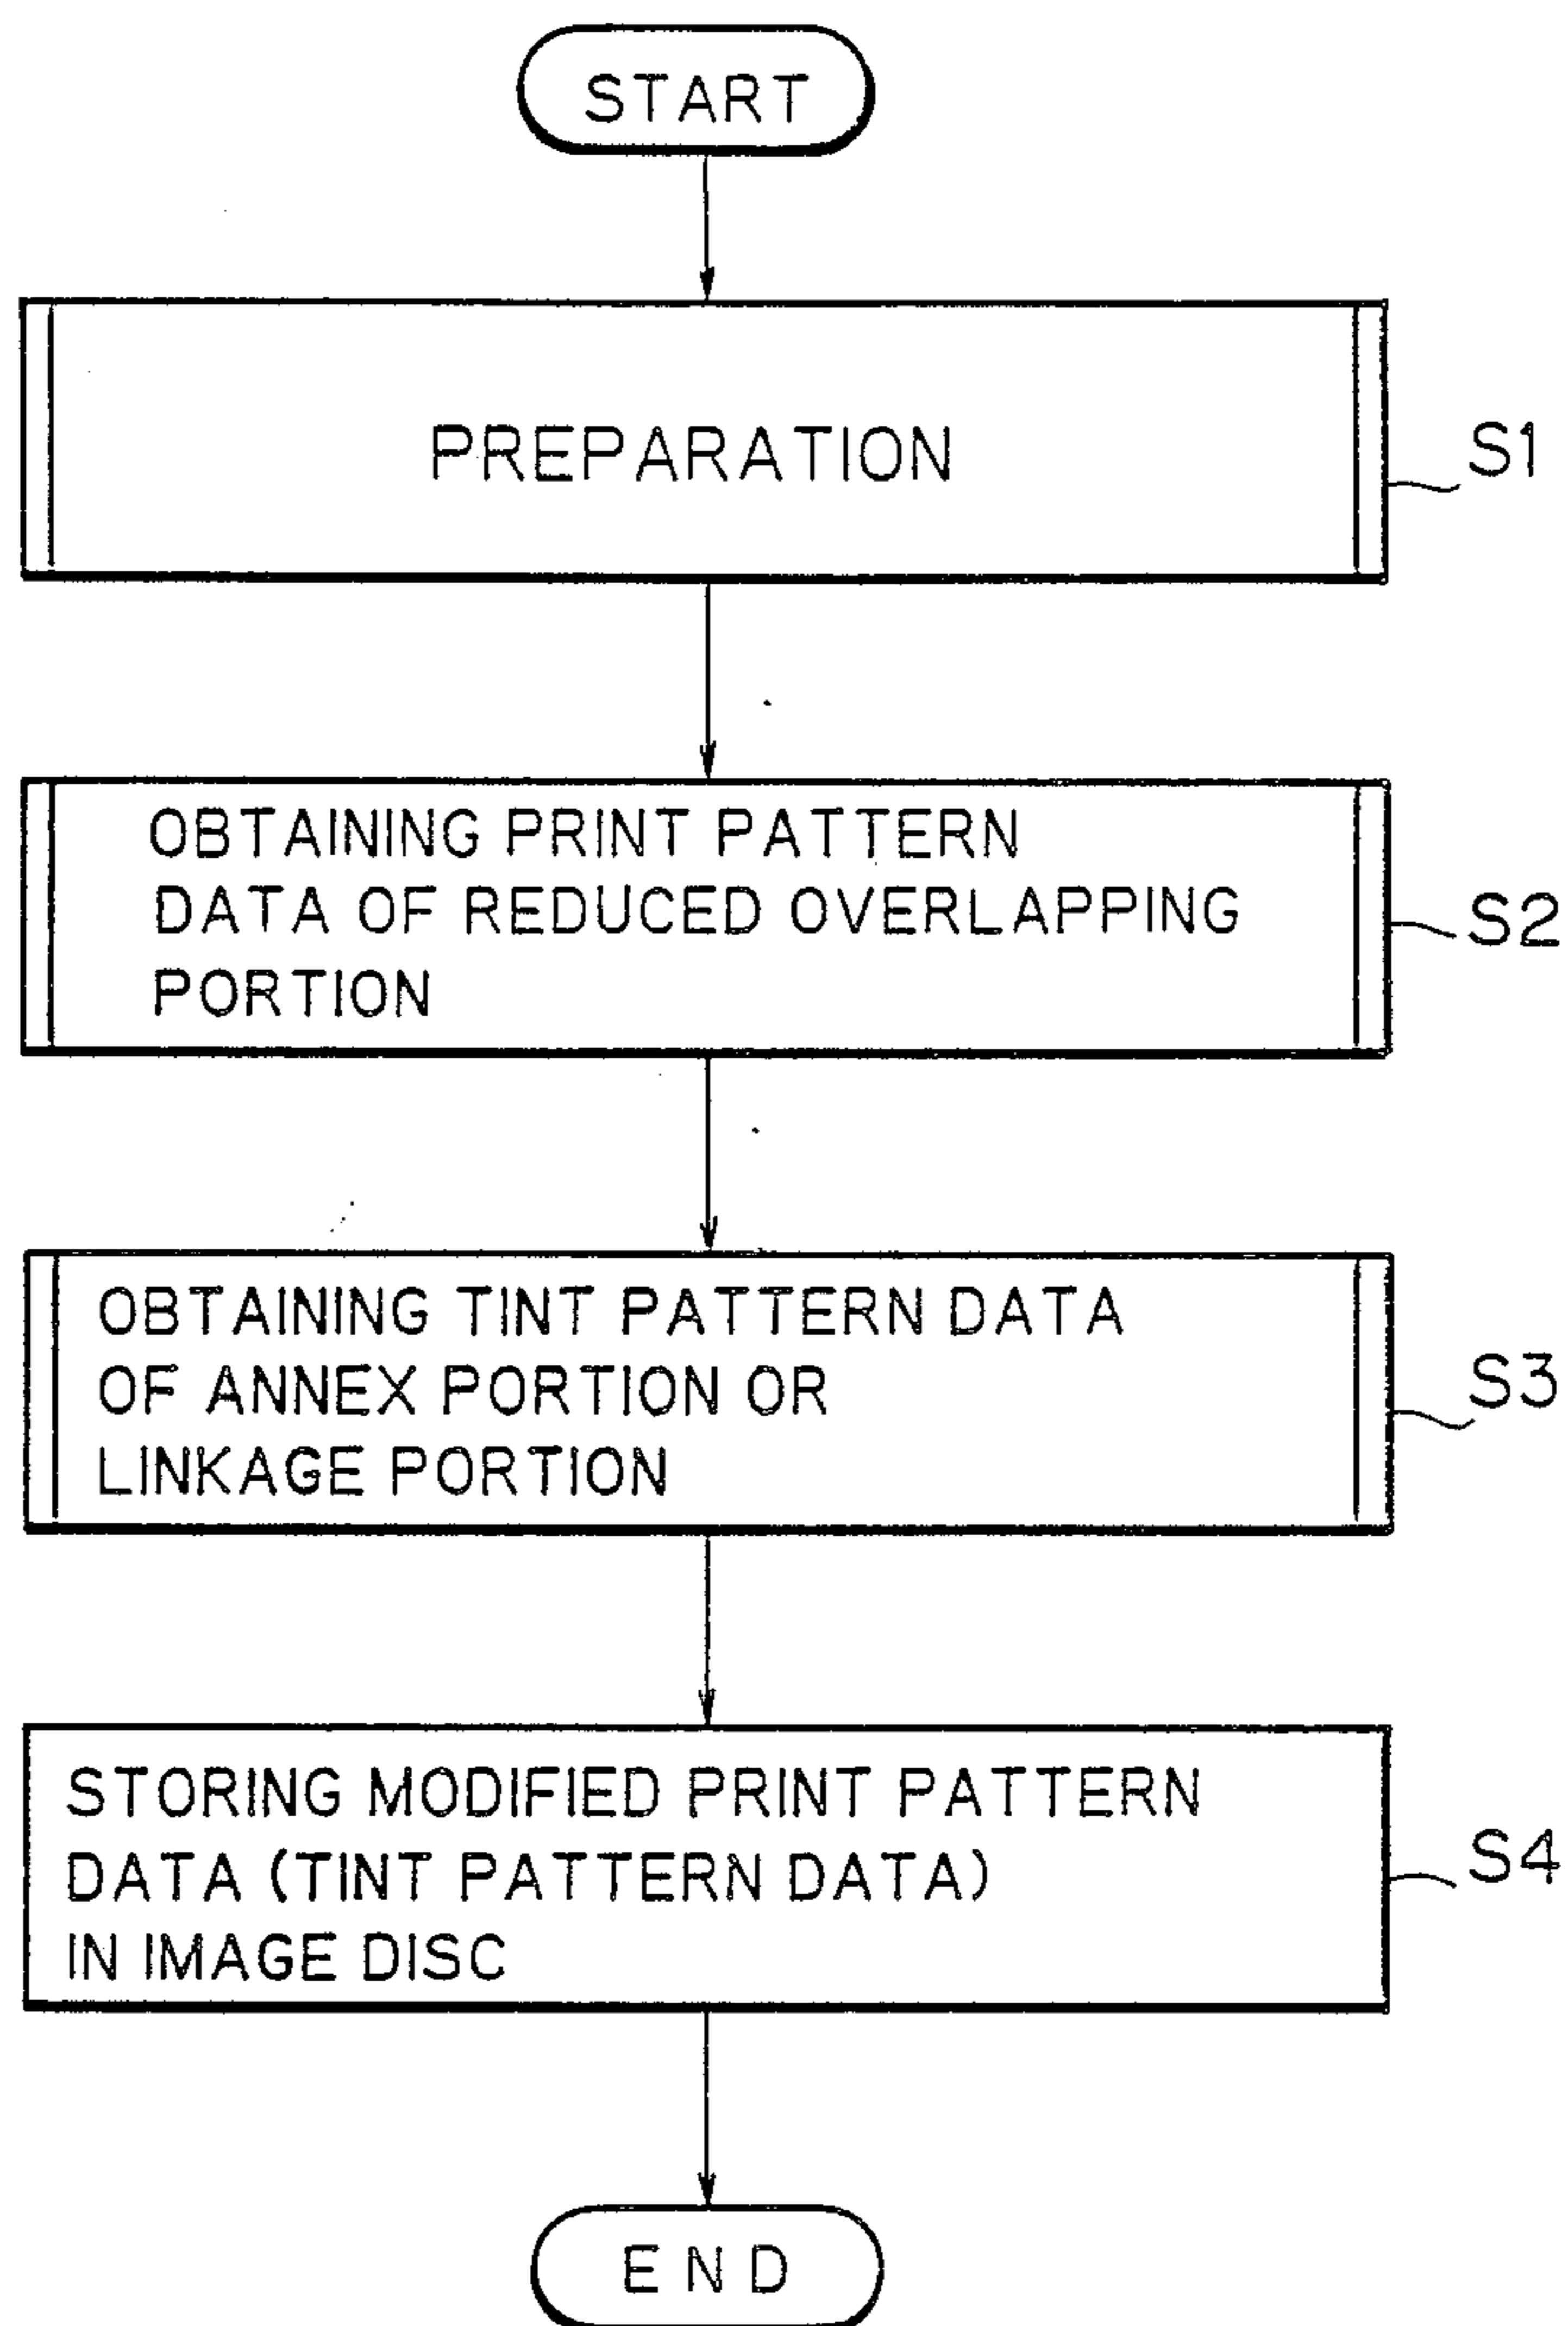 START
PREPARATION
S1
OBTAINING PRINT PATTERN
DATA OF REDUCED OVERLAPPING
PORTION
S2
OBTAINING TINT PATTERN DATA
OF ANNEX PORTION OR
LINKAGE PORTION
S3
STORING MODIFIED PRINT PATTERN
DATA (TINT PATTERN DATA)
IN IMAGE DISC
S4
END